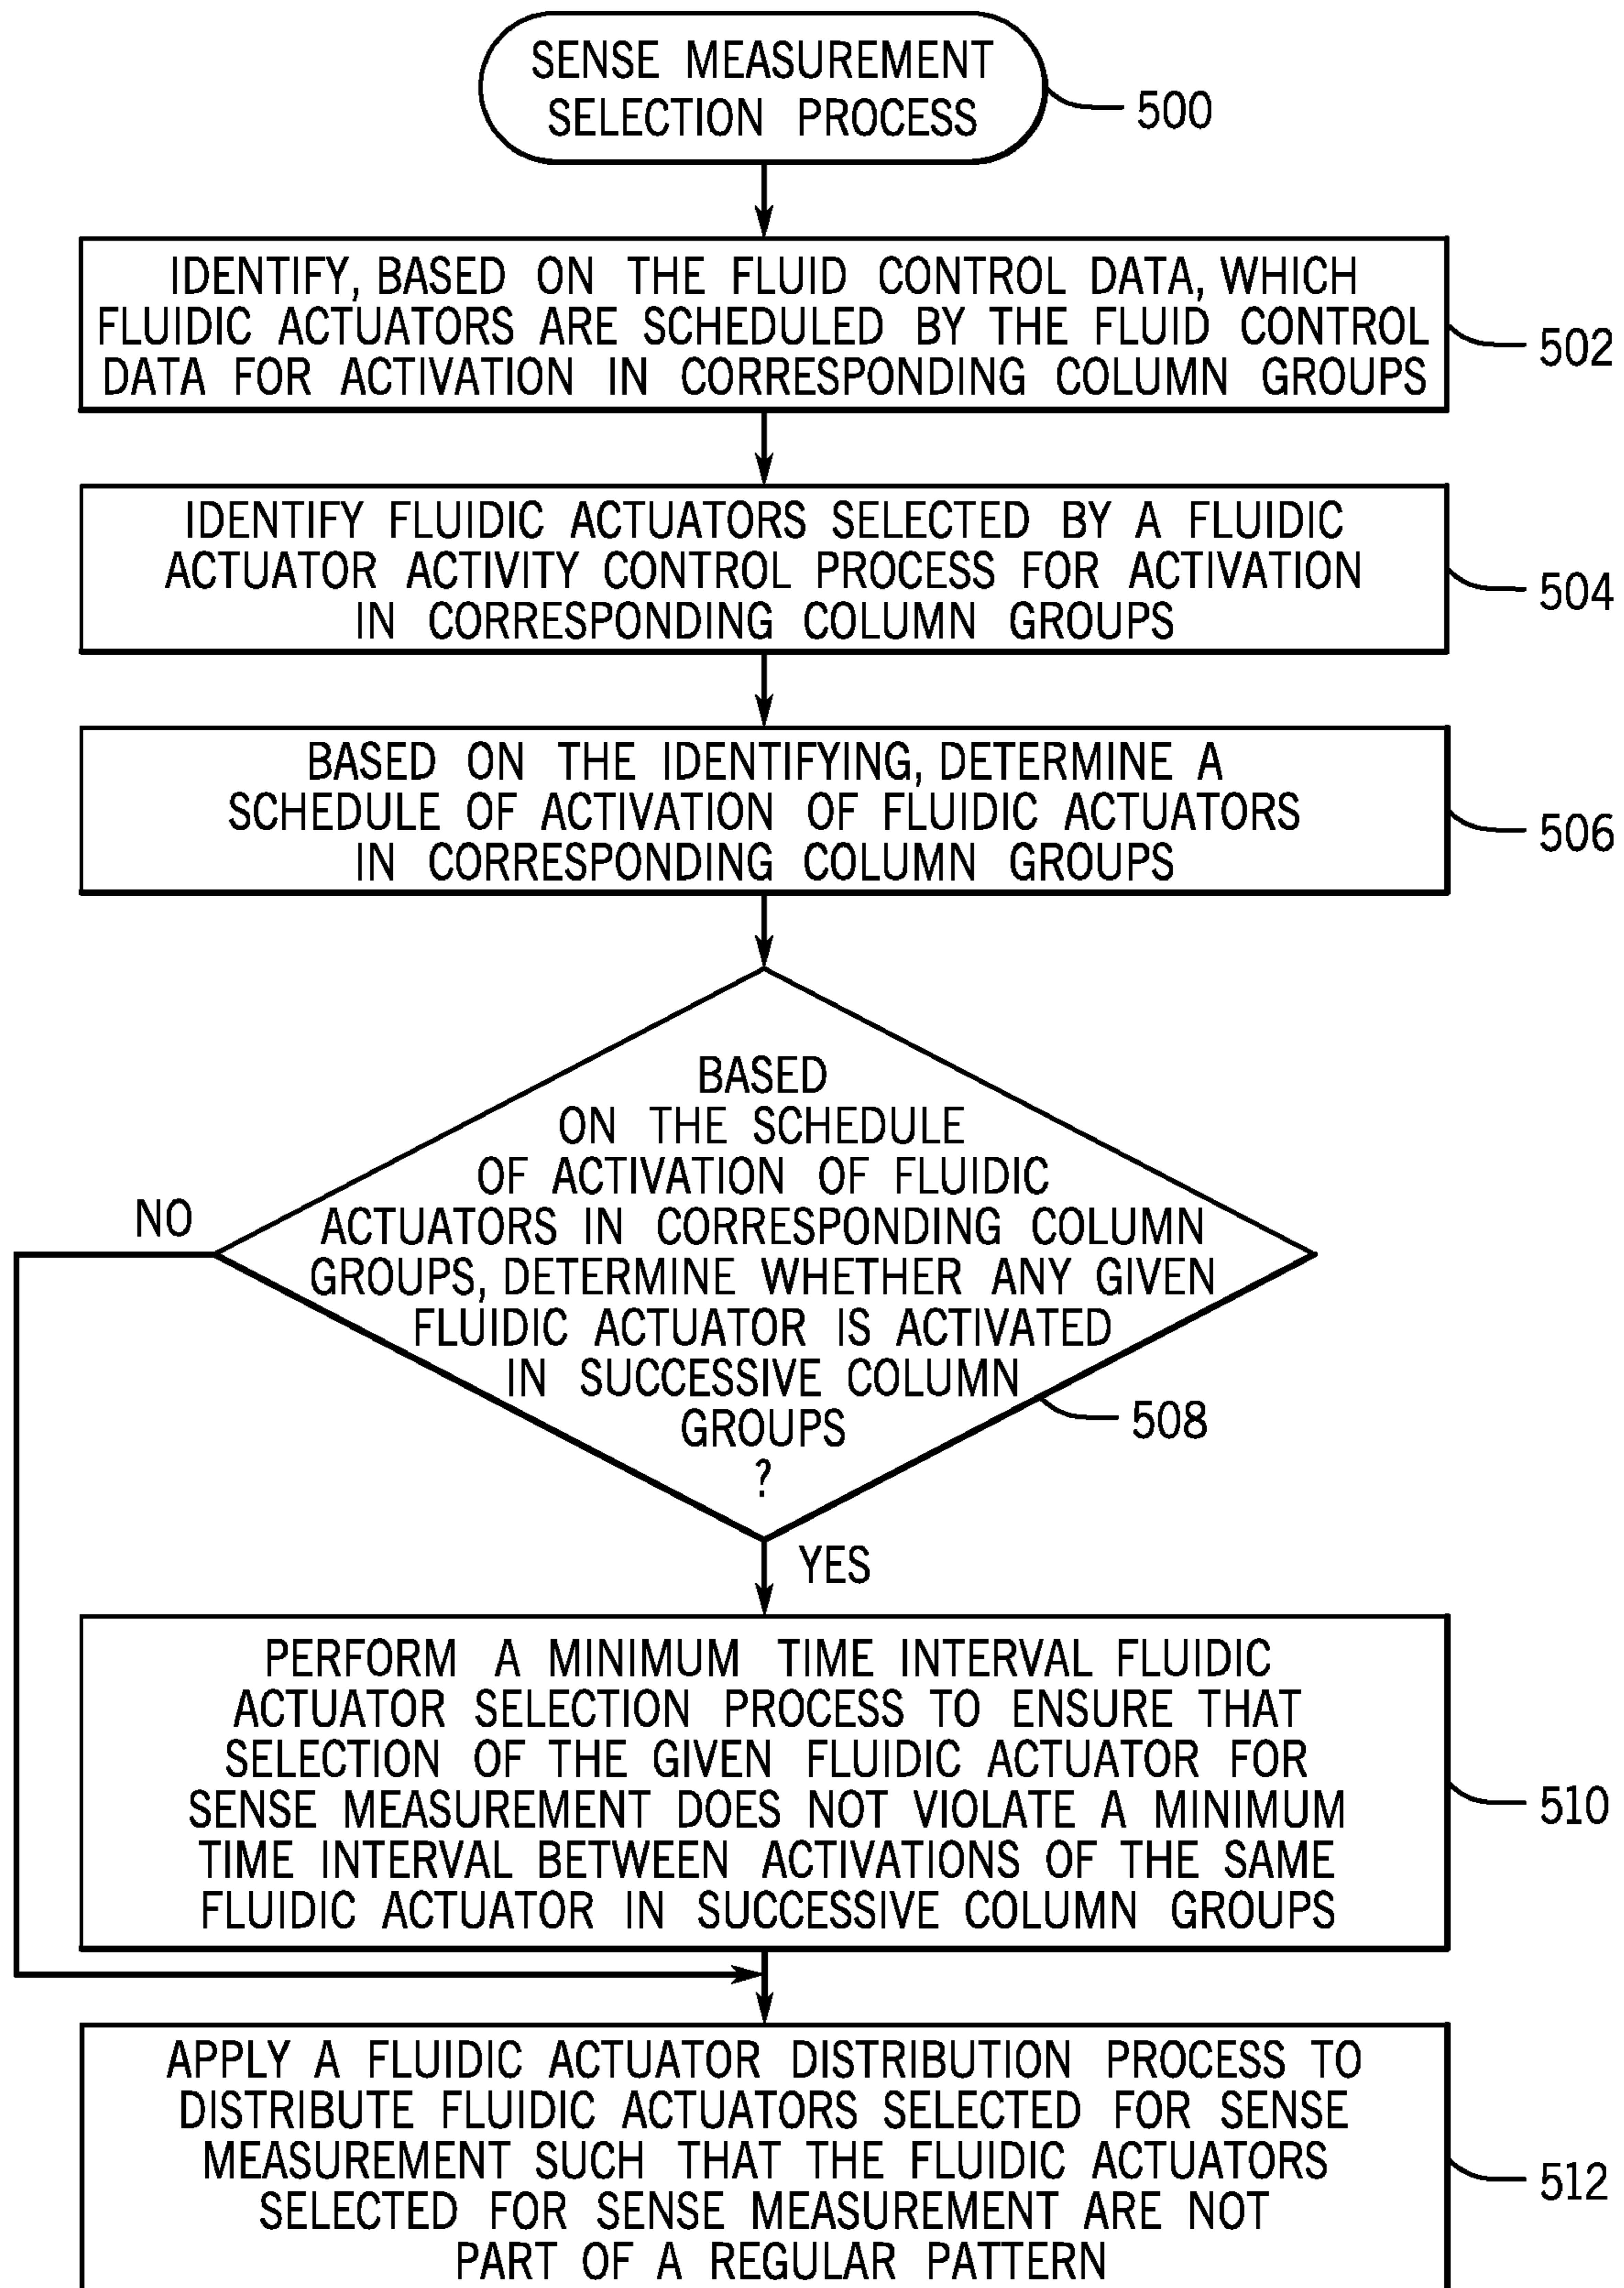 SENSE MEASUREMENT
SELECTION PROCESS
500
IDENTIFY, BASED ON THE FLUID CONTROL DATA, WHICH
FLUIDIC ACTUATORS ARE SCHEDULED BY THE FLUID CONTROL
DATA FOR ACTIVATION IN CORRESPONDING COLUMN GROUPS
502
IDENTIFY FLUIDIC ACTUATORS SELECTED BY A FLUIDIC
ACTUATOR ACTIVITY CONTROL PROCESS FOR ACTIVATION
IN CORRESPONDING COLUMN GROUPS
504
BASED ON THE IDENTIFYING, DETERMINE A
SCHEDULE OF ACTIVATION OF FLUIDIC ACTUATORS
IN CORRESPONDING COLUMN GROUPS
506
BASED
ON THE SCHEDULE
OF ACTIVATION OF FLUIDIC
ACTUATORS IN CORRESPONDING COLUMN
GROUPS, DETERMINE WHETHER ANY GIVEN
FLUIDIC ACTUATOR IS ACTIVATED
IN SUCCESSIVE COLUMN
GROUPS
?
508
NO
YES
PERFORM A MINIMUM TIME INTERVAL FLUIDIC
ACTUATOR SELECTION PROCESS TO ENSURE THAT
SELECTION OF THE GIVEN FLUIDIC ACTUATOR FOR
SENSE MEASUREMENT DOES NOT VIOLATE A MINIMUM
TIME INTERVAL BETWEEN ACTIVATIONS OF THE SAME
FLUIDIC ACTUATOR IN SUCCESSIVE COLUMN GROUPS
510
APPLY A FLUIDIC ACTUATOR DISTRIBUTION PROCESS TO
DISTRIBUTE FLUIDIC ACTUATORS SELECTED FOR SENSE
MEASUREMENT SUCH THAT THE FLUIDIC ACTUATORS
SELECTED FOR SENSE MEASUREMENT ARE NOT
PART OF A REGULAR PATTERN
512